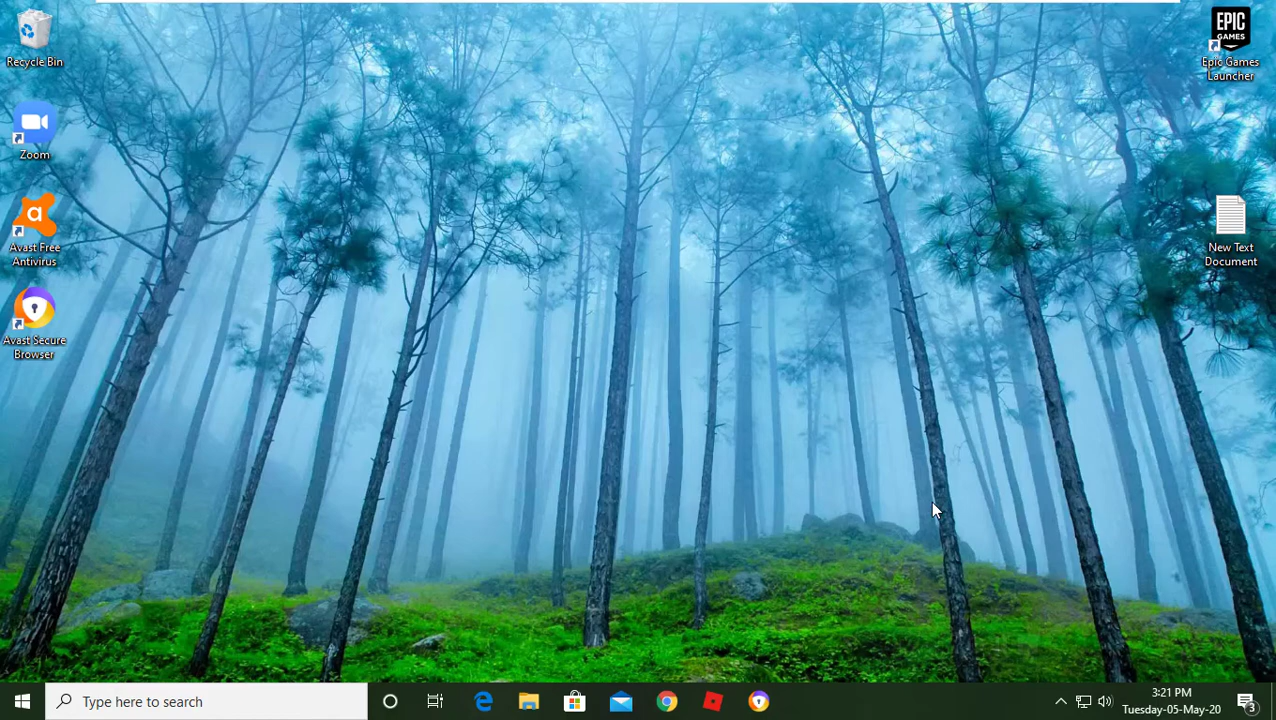 Recycle Bin
Zoom
a
Avast Free
Antivirus
Avast Secure
Browser
EPIC
GAMES
Epic Games
Launcher
New Text
Document
Type here to search
3:21 PM
Tuesday-05-May-20
3